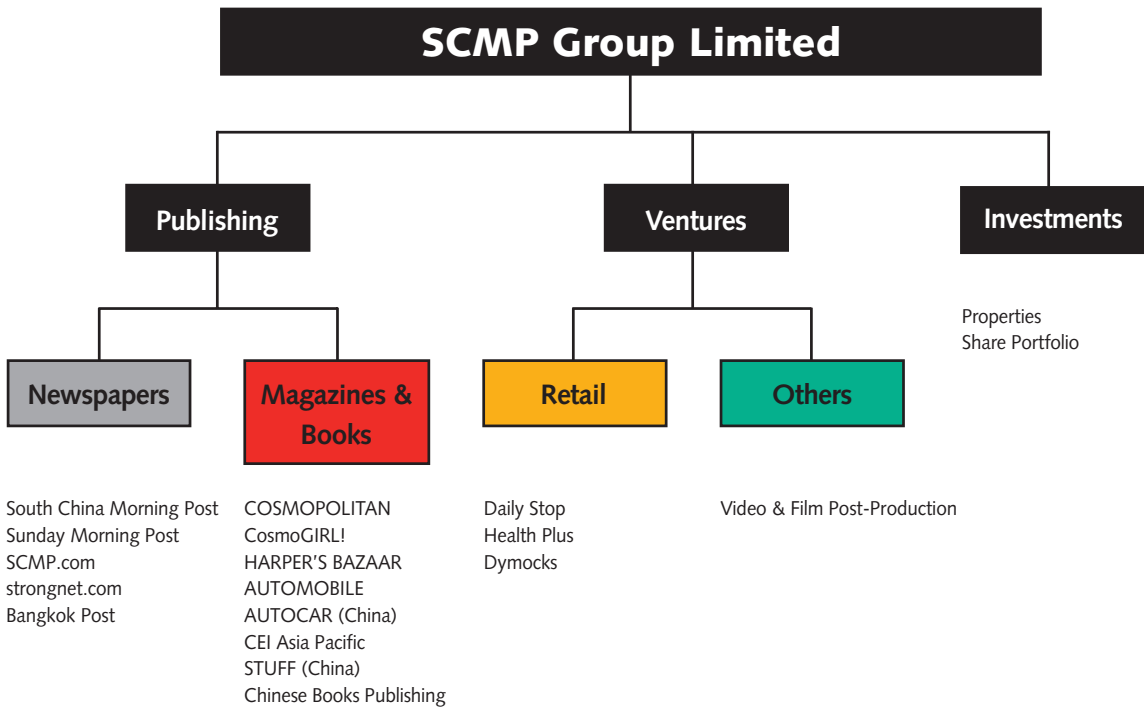 SCMP Group Limited
Publishing
Ventures
Investments
Properties
Share Portfolio
Newspapers
Magazines &
Books
Retail
Others
South China Morning Post
Sunday Morning Post
SCMP.com
strongnet.com
Bangkok Post
COSMOPOLITAN
CosmoGIRL!
HARPER'S BAZAAR
AUTOMOBILE
AUTOCAR (China)
CEI Asia Pacific
STUFF (China)
Chinese Books Publishing
Daily Stop
Health Plus
Dymocks
Video & Film Post-Production